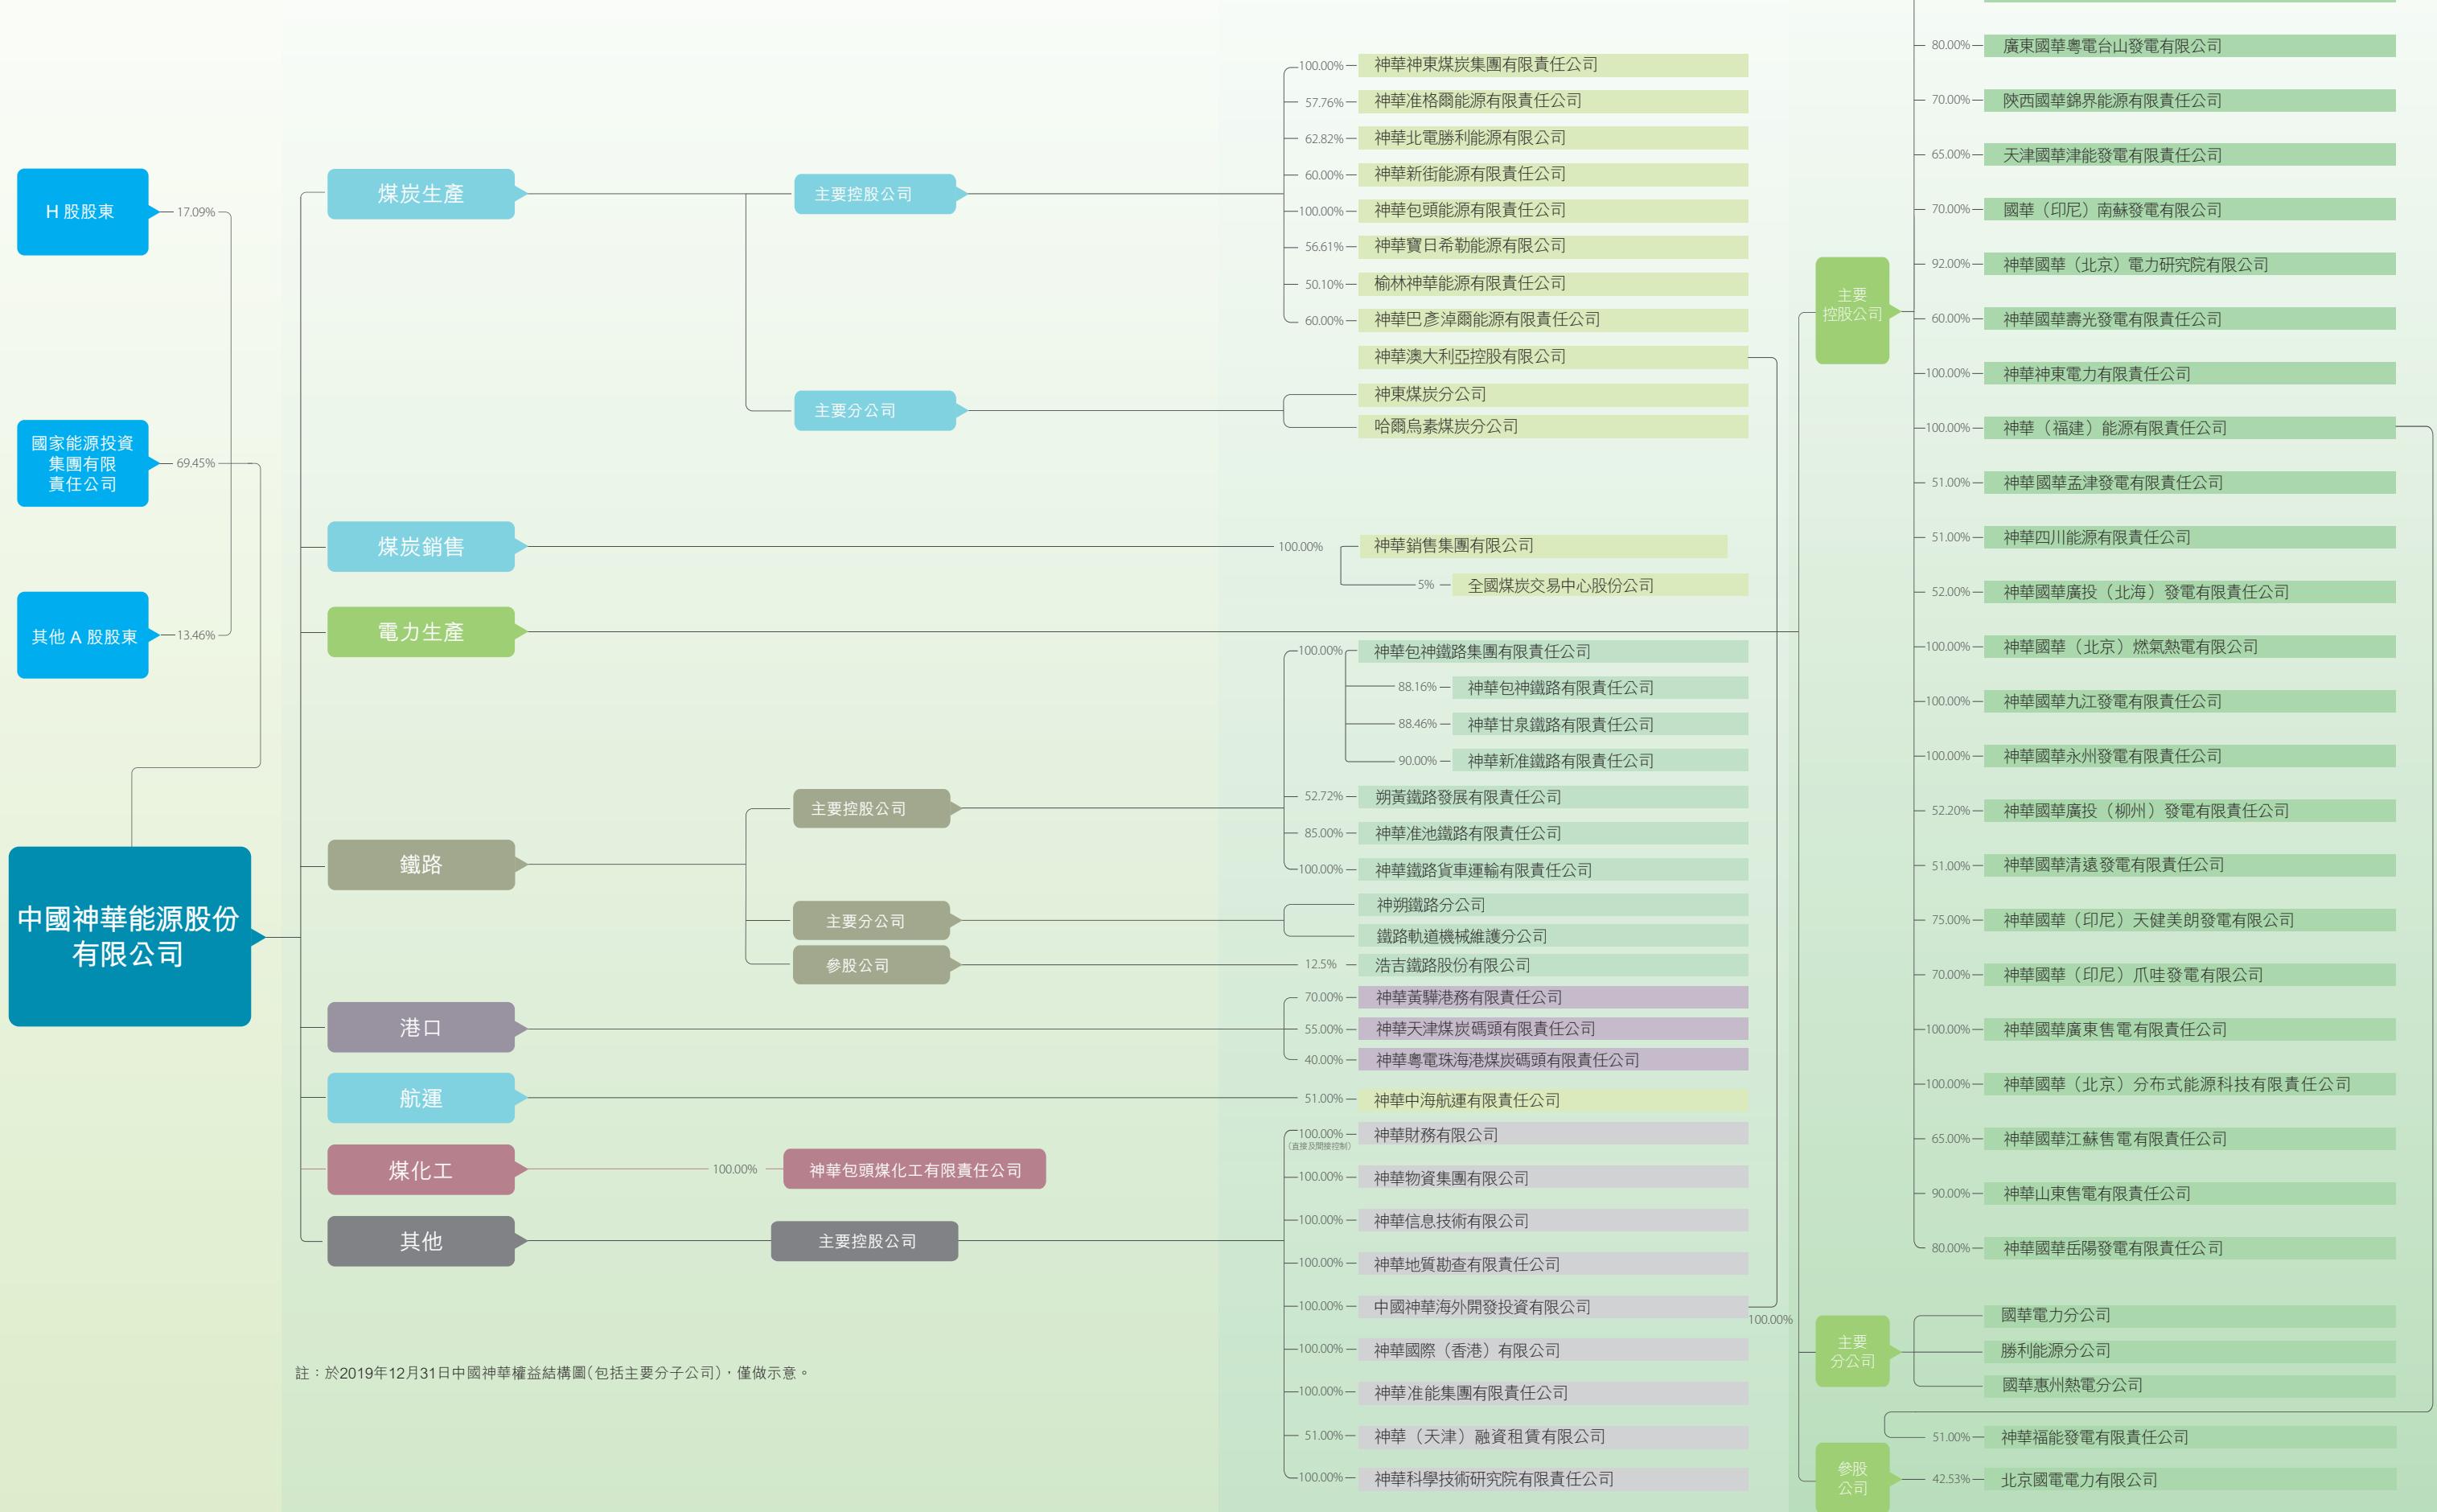 H 股股東
17.09%
國家能源投資
集團有限
責任公司
69.45%
其他 A 股股東
13.46%
中國神華能源股份
有限公司
煤炭生產
主要控股公司
100.00%
神華神東煤炭集團有限責任公司
57.76%
神華准格爾能源有限責任公司
62.82%
神華北電勝利能源有限公司
60.00%
神華新街能源有限責任公司
100.00%
神華包頭能源有限責任公司
56.61%
神華寶日希勒能源有限公司
50.10%
榆林神華能源有限責任公司
60.00%
神華巴彥淖爾能源有限責任公司
神華澳大利亞控股有限公司
主要分公司
神東煤炭分公司
哈爾烏素煤炭分公司
煤炭銷售
100.00%
神華銷售集團有限公司
5%
全國煤炭交易中心股份公司
電力生產
鐵路
主要控股公司
100.00%
神華包神鐵路集團有限責任公司
88.16%
神華包神鐵路有限責任公司
88.46%
神華甘泉鐵路有限責任公司
90.00%
神華新准鐵路有限責任公司
52.72%
朔黃鐵路發展有限責任公司
85.00%
神華准池鐵路有限責任公司
100.00%
神華鐵路貨車運輸有限責任公司
主要分公司
神朔鐵路分公司
鐵路軌道機械維護分公司
參股公司
12.5%
浩吉鐵路股份有限公司
港口
70.00%
神華黃驊港務有限責任公司
55.00%
神華天津煤炭碼頭有限責任公司
40.00%
神華粵電珠海港煤炭碼頭有限責任公司
航運
51.00%
神華中海航運有限責任公司
煤化工
100.00%
神華包頭煤化工有限責任公司
其他
主要控股公司
100.00%
(直接及間接控制)
神華財務有限公司
100.00%
神華物資集團有限公司
100.00%
神華信息技術有限公司
100.00%
神華地質勘查有限責任公司
100.00%
中國神華海外開發投資有限公司
100.00%
100.00%
神華國際（香港）有限公司
100.00%
神華准能集團有限責任公司
51.00%
神華（天津）融資租賃有限公司
100.00%
神華科學技術研究院有限責任公司
主要
控股公司
80.00%
廣東國華粵電台山發電有限公司
70.00%
陝西國華錦界能源有限責任公司
65.00%
天津國華津能發電有限責任公司
70.00%
國華（印尼）南蘇發電有限公司
92.00%
神華國華（北京）電力研究院有限公司
60.00%
神華國華壽光發電有限責任公司
100.00%
神華神東電力有限責任公司
100.00%
神華（福建）能源有限責任公司
51.00%
神華國華孟津發電有限責任公司
51.00%
神華四川能源有限責任公司
52.00%
神華國華廣投（北海）發電有限責任公司
100.00%
神華國華（北京）燃氣熱電有限公司
100.00%
神華國華九江發電有限責任公司
100.00%
神華國華永州發電有限責任公司
52.20%
神華國華廣投（柳州）發電有限責任公司
51.00%
神華國華清遠發電有限責任公司
75.00%
神華國華（印尼）天健美朗發電有限公司
70.00%
神華國華（印尼）爪哇發電有限公司
100.00%
神華國華廣東售電有限責任公司
100.00%
神華國華（北京）分布式能源科技有限責任公司
65.00%
神華國華江蘇售電有限責任公司
90.00%
神華山東售電有限責任公司
80.00%
神華國華岳陽發電有限責任公司
主要
分公司
國華電力分公司
勝利能源分公司
國華惠州熱電分公司
51.00%
神華福能發電有限責任公司
參股
公司
42.53%
北京國電電力有限公司
註：於2019年12月31日中國神華權益結構圖(包括主要分子公司)，僅做示意。